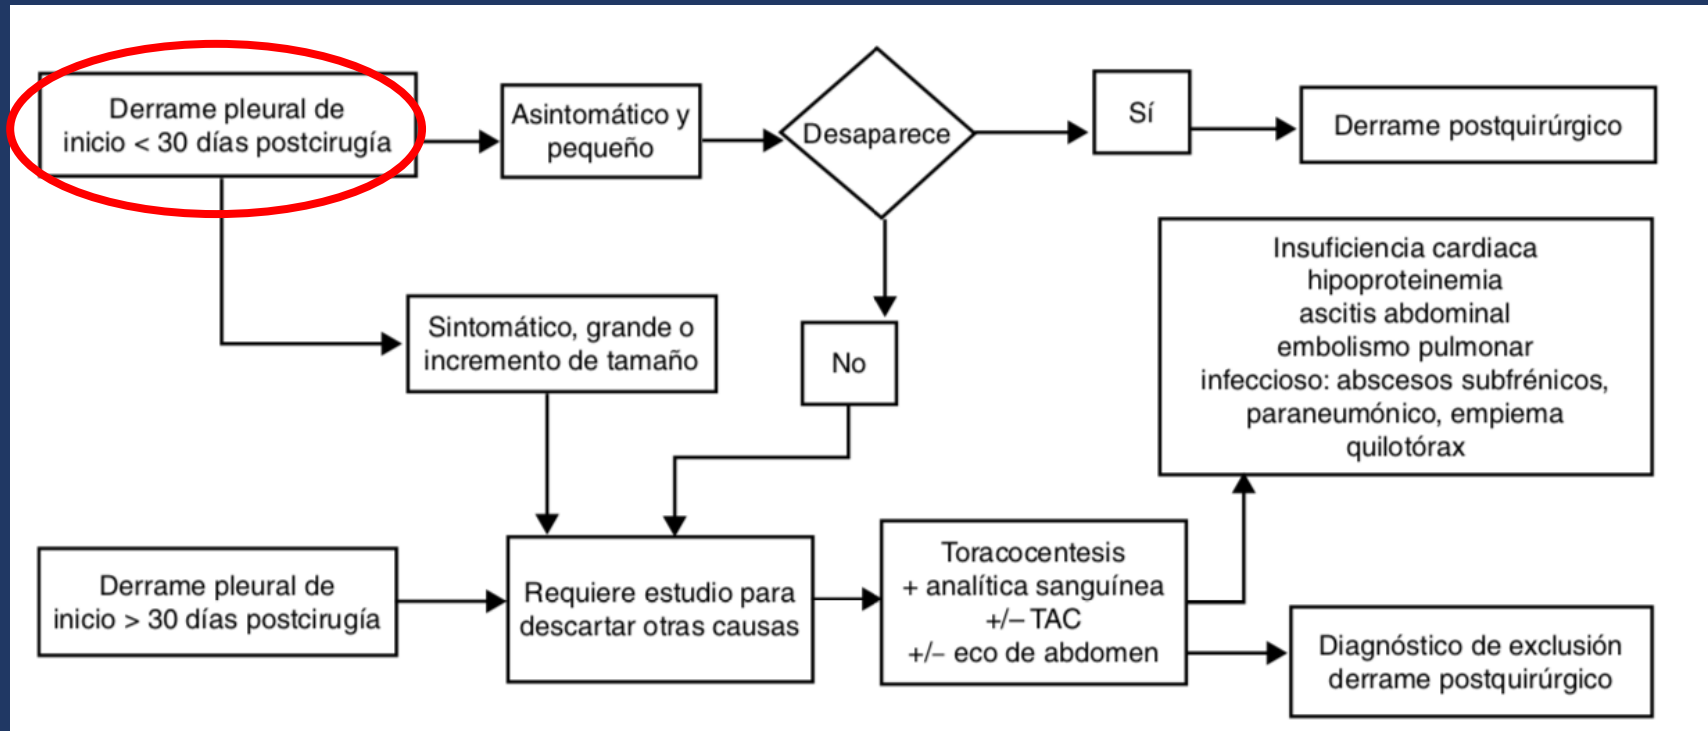 Derrame pleural de
inicio < 30 días postcirugía
Asintomático y
pequeño
Desaparece
Sí
Derrame postquirúrgico
Sintomático, grande o
incremento de tamaño
No
Insuficiencia cardiaca
hipoproteinemia
ascitis abdominal
embolismo pulmonar
infeccioso: abscesos subfrénicos,
paraneumónico, empiema
quilotórax
Derrame pleural de
inicio > 30 días postcirugía
Requiere estudio para
descartar otras causas
Toracocentesis
+ analítica sanguínea
+/– TAC
+/– eco de abdomen
Diagnóstico de exclusión
derrame postquirúrgico